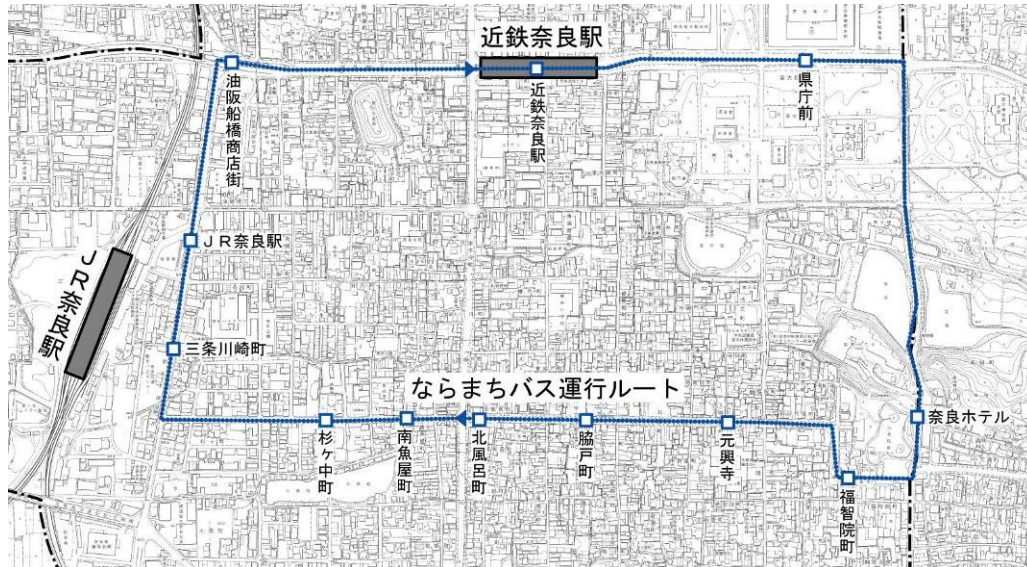 近鉄奈良駅
油阪船橋商店街
近鉄奈良駅
県庁前
JR奈良駅
JR奈良駅
三条川崎町
ならまちバス運行ルート
杉ヶ中町
南魚屋町
北風呂町
脇戸町
元興寺
奈良ホテル
福智院町